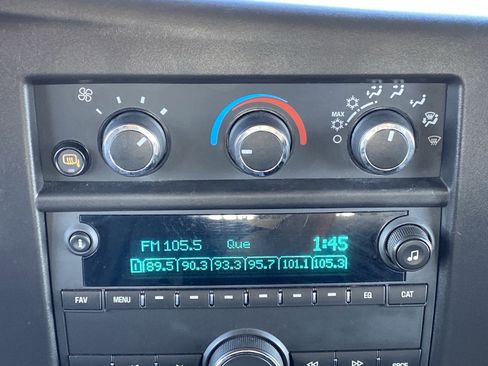 MAX
FM 105.5 Que 1:45
1 89.5 90.3 93.3 95.7 101.1 105.3
FAV MENU EQ CAT